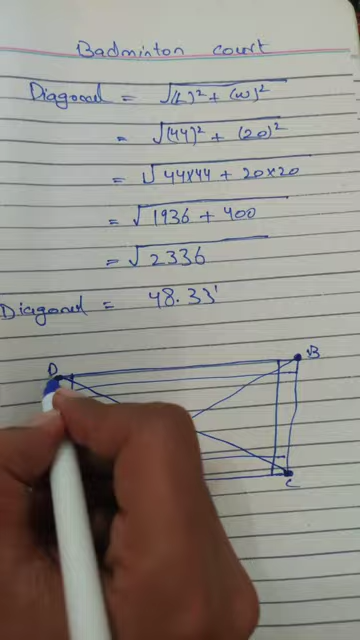 Badminton court
Diagonal = √(L)² + (W)²
= √(44)² + (20)²
= √44×44 + 20×20
= √1936 + 400
= √2336
Diagonal = 48.33'
D
B
C